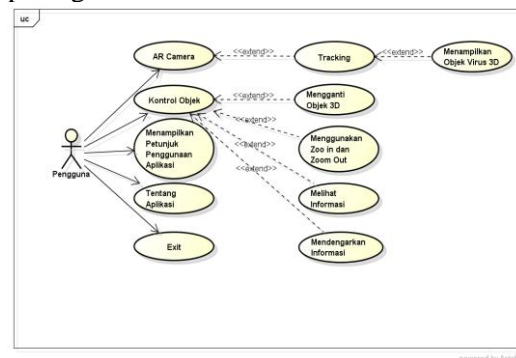 uc
AR Camera
<<extend>>
Tracking
<<extend>>
Menampilkan
Objek Virus 3D
Kontrol Objek
<<extend>>
Mengganti
Objek 3D
<<extend>>
Menampilkan
Petunjuk
Penggunaan
Aplikasi
Menggunakan
Zoo in dan
Zoom Out
<<extend>>
<<extend>>
Pengguna
Tentang
Aplikasi
Melihat
Informasi
Exit
Mendengarkan
Informasi